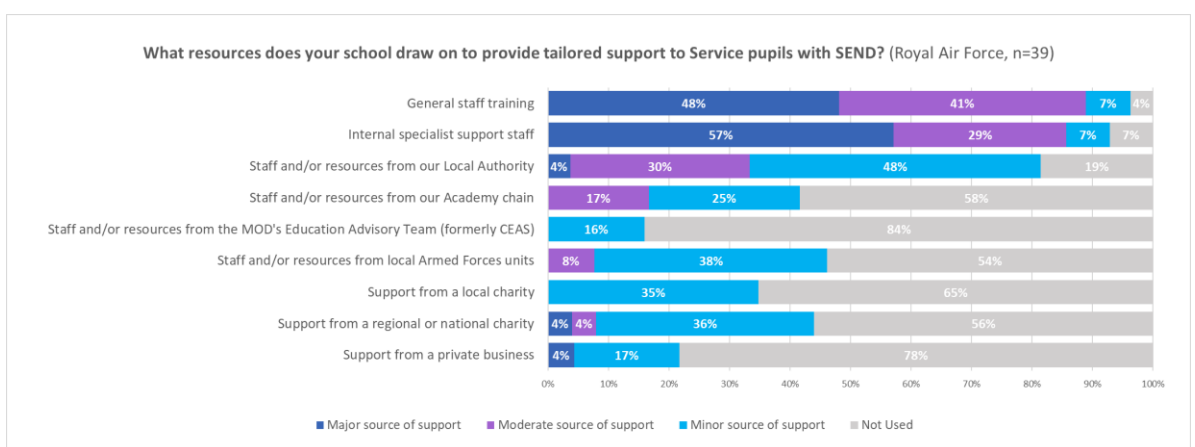 What resources does your school draw on to provide tailored support to Service pupils with SEND? (Royal Air Force, n=39)
General staff training 48% 41% 7% 4%
Internal specialist support staff 57% 29% 7% 7%
Staff and/or resources from our Local Authority 4% 30% 48% 19%
Staff and/or resources from our Academy chain 17% 25% 58%
Staff and/or resources from the MOD's Education Advisory Team (formerly CEAS) 16% 84%
Staff and/or resources from local Armed Forces units 8% 38% 54%
Support from a local charity 35% 65%
Support from a regional or national charity 4% 4% 36% 56%
Support from a private business 4% 17% 78%
0% 10% 20% 30% 40% 50% 60% 70% 80% 90% 100%
Major source of support Moderate source of support Minor source of support Not Used